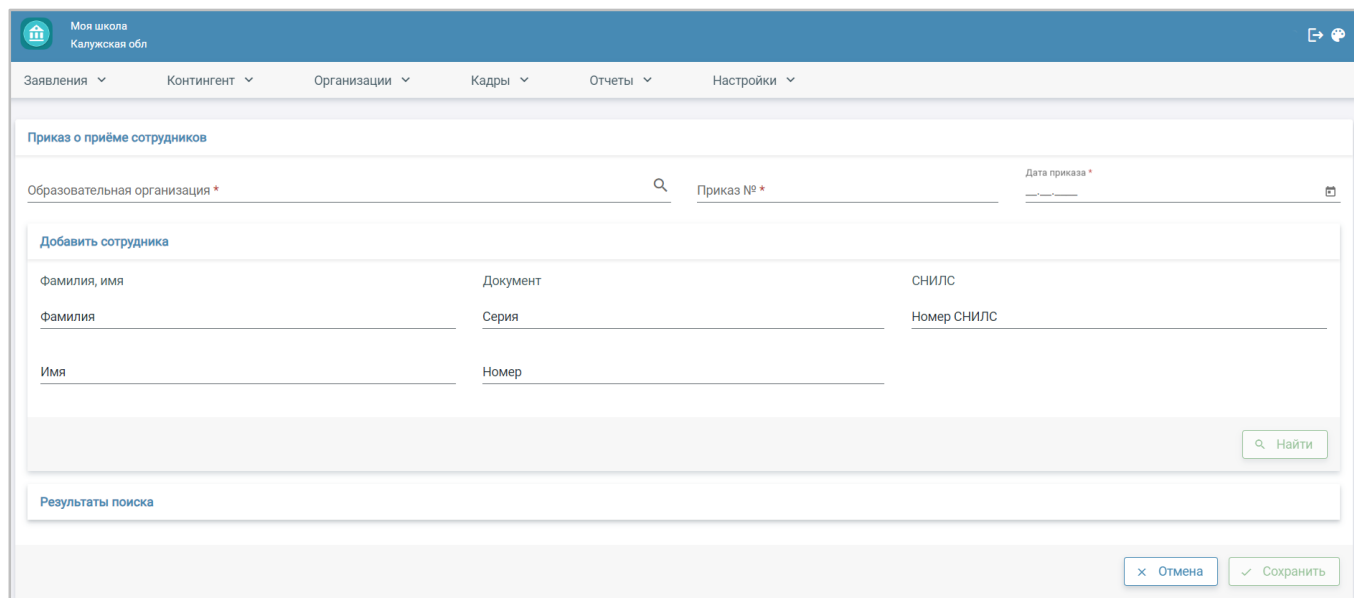 Моя школа
Калужская обл
Заявления Контингент Организации Кадры Отчеты Настройки
Приказ о приёме сотрудников
Образовательная организация * Приказ № * Дата приказа *
__.__.____
Добавить сотрудника
Фамилия, имя Документ СНИЛС
Фамилия Серия Номер СНИЛС
Имя Номер
Найти
Результаты поиска
Отмена Сохранить